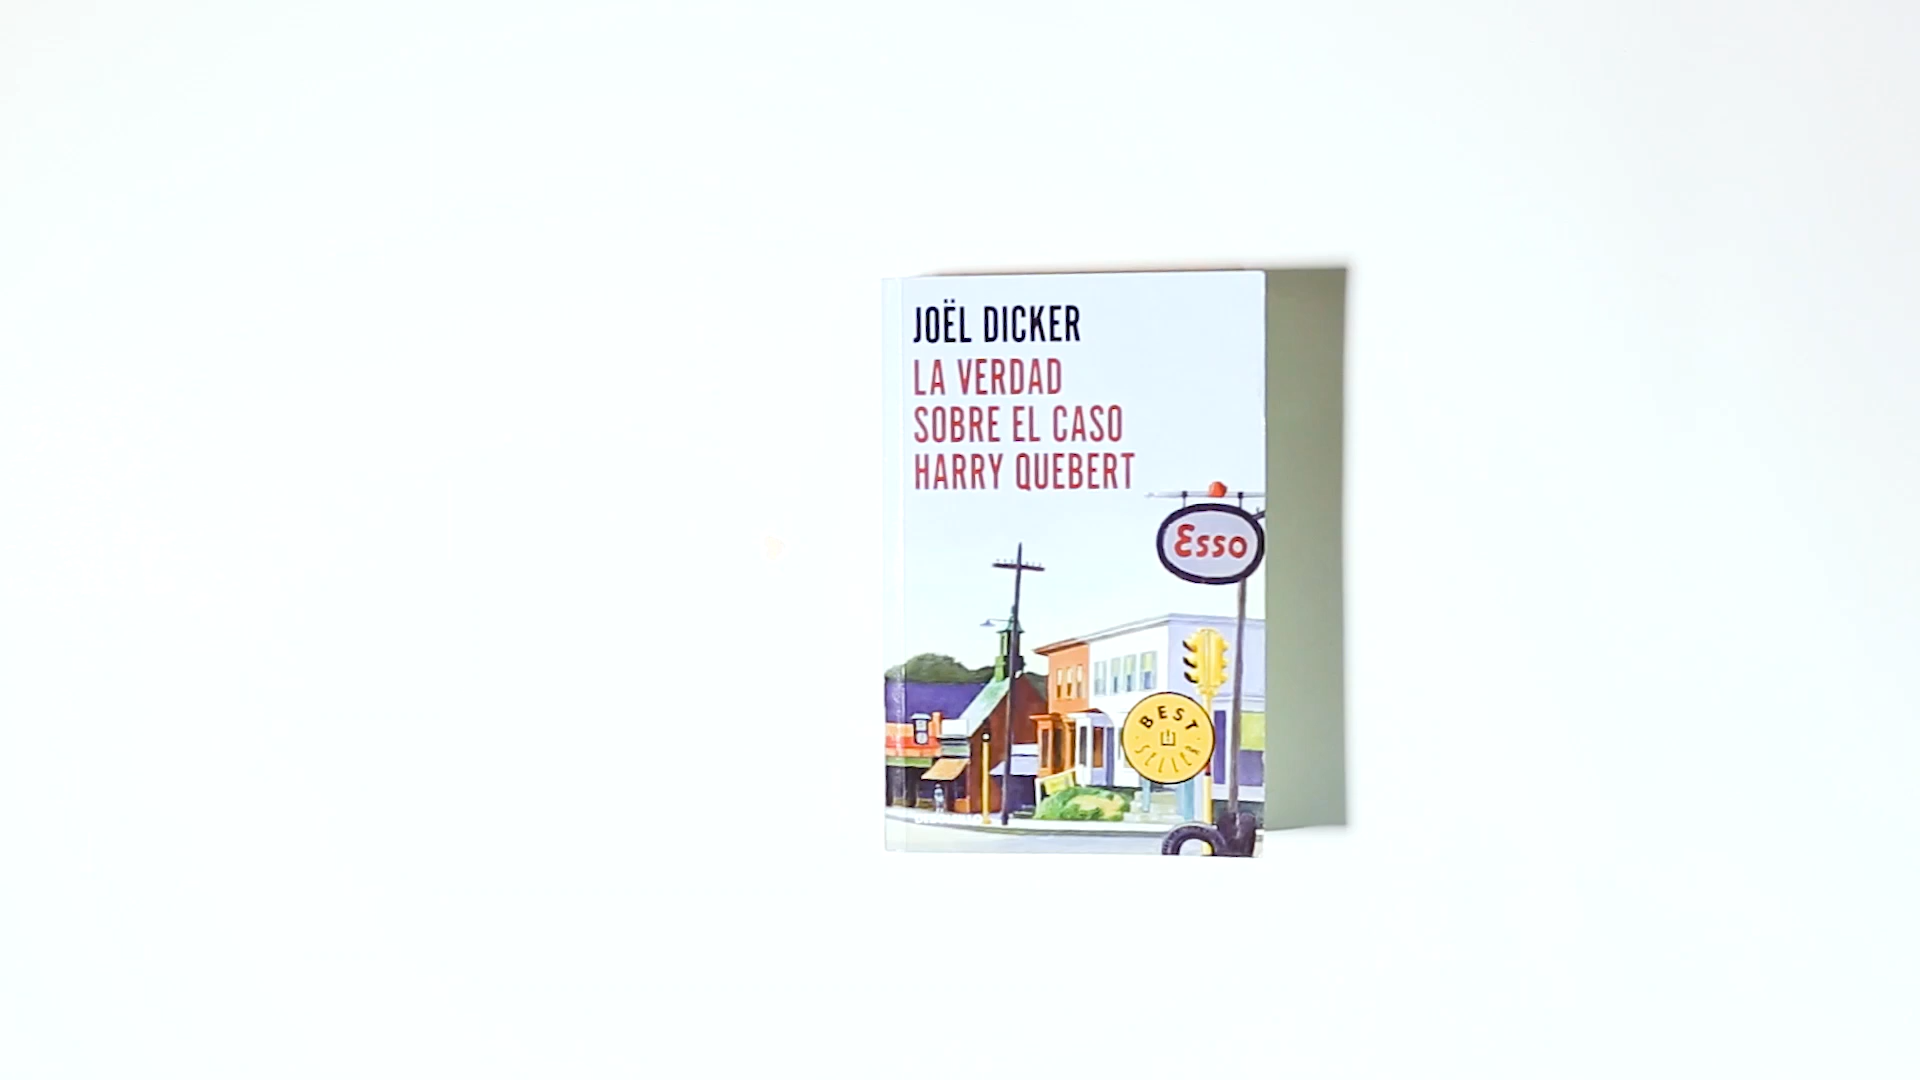 JOËL DICKER
LA VERDAD
SOBRE EL CASO
HARRY QUEBERT
Esso
BEST
SELLER